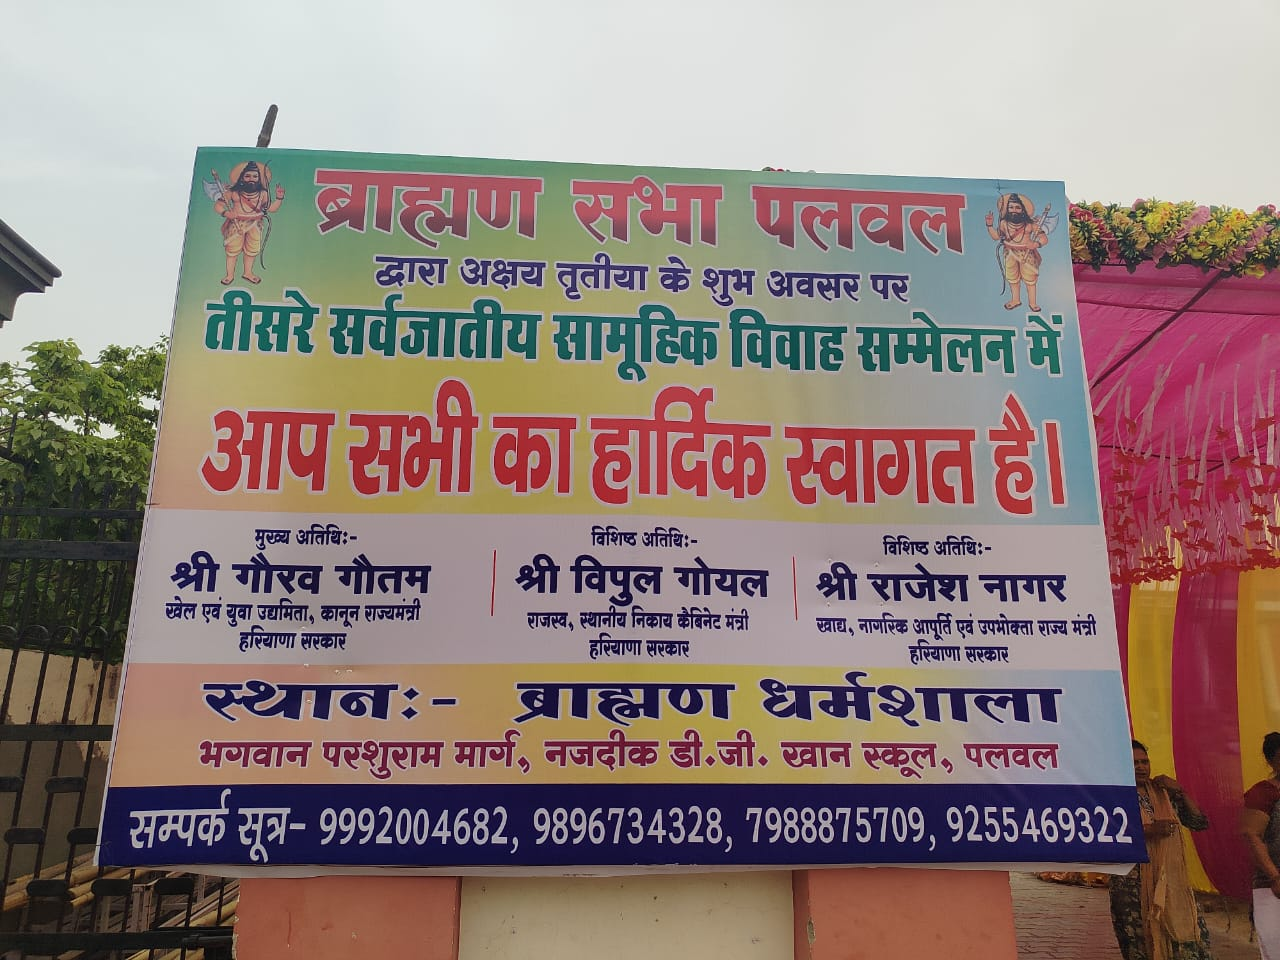 ब्राह्मण सभा पलवल
द्वारा अक्षय तृतीया के शुभ अवसर पर
तीसरे सर्वजातीय सामूहिक विवाह सम्मेलन में
आप सभी का हार्दिक स्वागत है।
मुख्य अतिथिः-
श्री गौरव गौतम
खेल एवं युवा उद्यमिता, कानून राज्यमंत्री
हरियाणा सरकार
विशिष्ठ अतिथिः-
श्री विपुल गोयल
राजस्व, स्थानीय निकाय कैबिनेट मंत्री
हरियाणा सरकार
विशिष्ठ अतिथिः-
श्री राजेश नागर
खाद्य, नागरिक आपूर्ति एवं उपभोक्ता राज्य मंत्री
हरियाणा सरकार
स्थानः- ब्राह्मण धर्मशाला
भगवान परशुराम मार्ग, नजदीक डी.जी. खान स्कूल, पलवल
सम्पर्क सूत्र- 9992004682, 9896734328, 7988875709, 9255469322